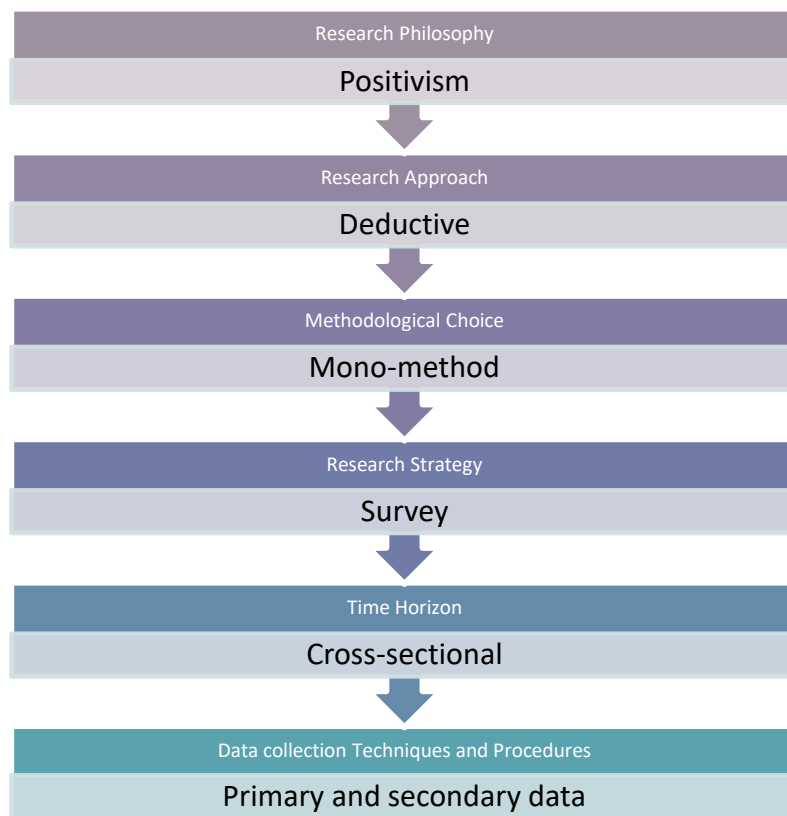 Research Philosophy
Positivism
Research Approach
Deductive
Methodological Choice
Mono-method
Research Strategy
Survey
Time Horizon
Cross-sectional
Data collection Techniques and Procedures
Primary and secondary data